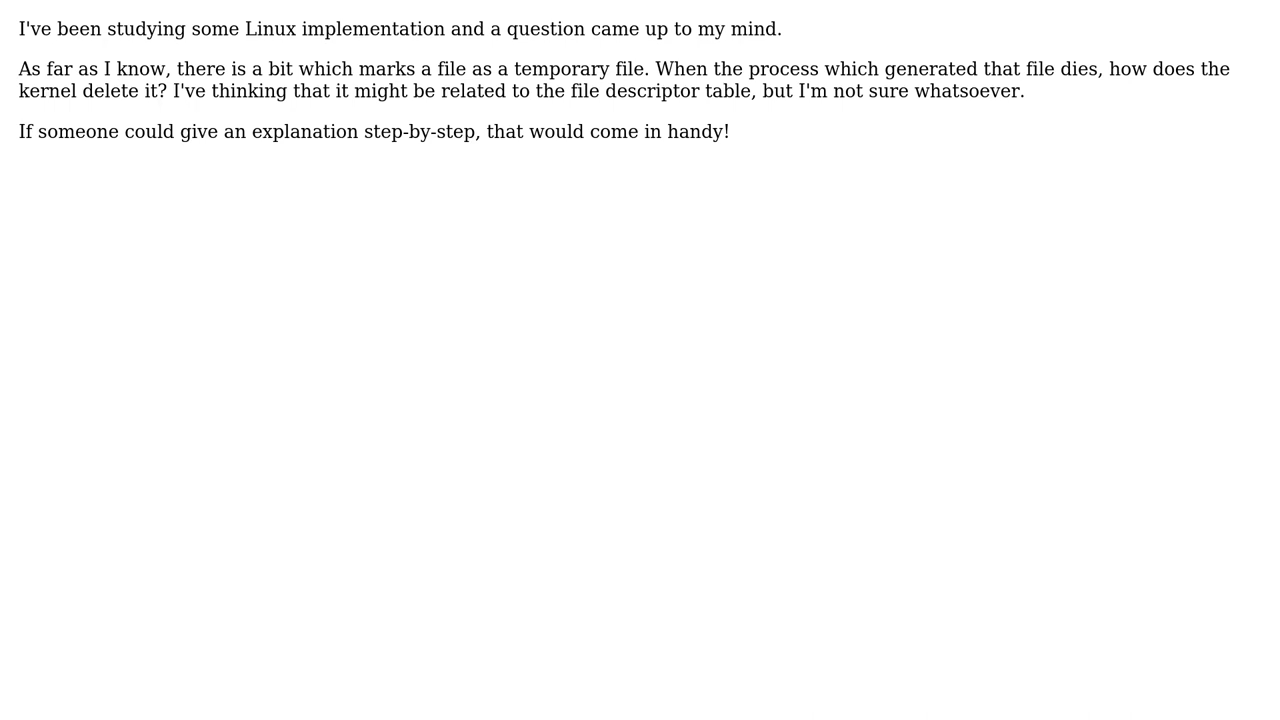 I've been studying some Linux implementation and a question came up to my mind.
As far as I know, there is a bit which marks a file as a temporary file. When the process which generated that file dies, how does the
kernel delete it? I've thinking that it might be related to the file descriptor table, but I'm not sure whatsoever.
If someone could give an explanation step-by-step, that would come in handy!